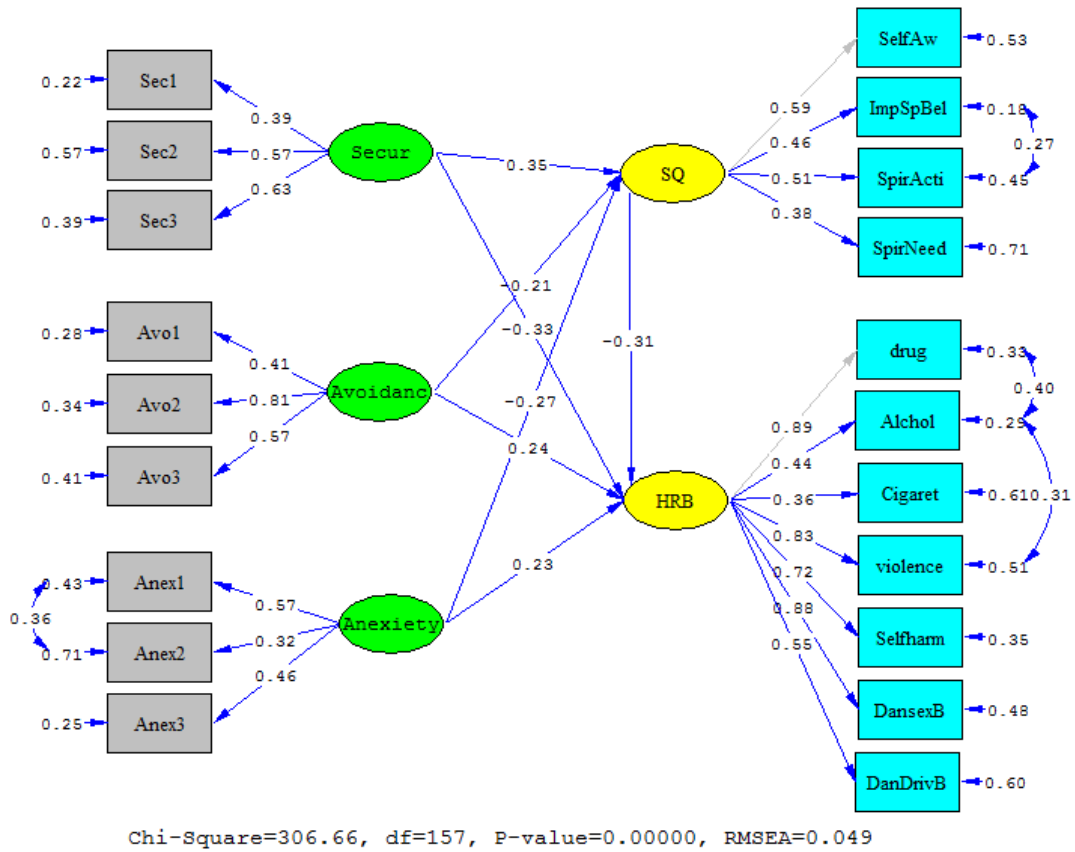 0.22
Sec1
0.39
0.57
Sec2
0.57
0.39
Sec3
0.63
Secur
0.28
Avo1
0.41
0.34
Avo2
0.81
0.41
Avo3
0.57
Avoidanc
0.43
Anex1
0.57
0.36
0.71
Anex2
0.32
0.25
Anex3
0.46
Anexiety
0.35
-0.21
-0.33
-0.31
-0.27
0.24
0.23
SQ
HRB
0.59
SelfAw
0.53
0.46
ImpSpBel
0.18
0.27
0.51
SpirActi
0.45
0.38
SpirNeed
0.71
0.89
drug
0.33
0.40
0.44
Alchol
0.29
0.36
Cigaret
0.61
0.31
0.83
violence
0.51
0.72
Selfharm
0.35
0.88
DansexB
0.48
0.55
DanDrivB
0.60
Chi-Square=306.66, df=157, P-value=0.00000, RMSEA=0.049